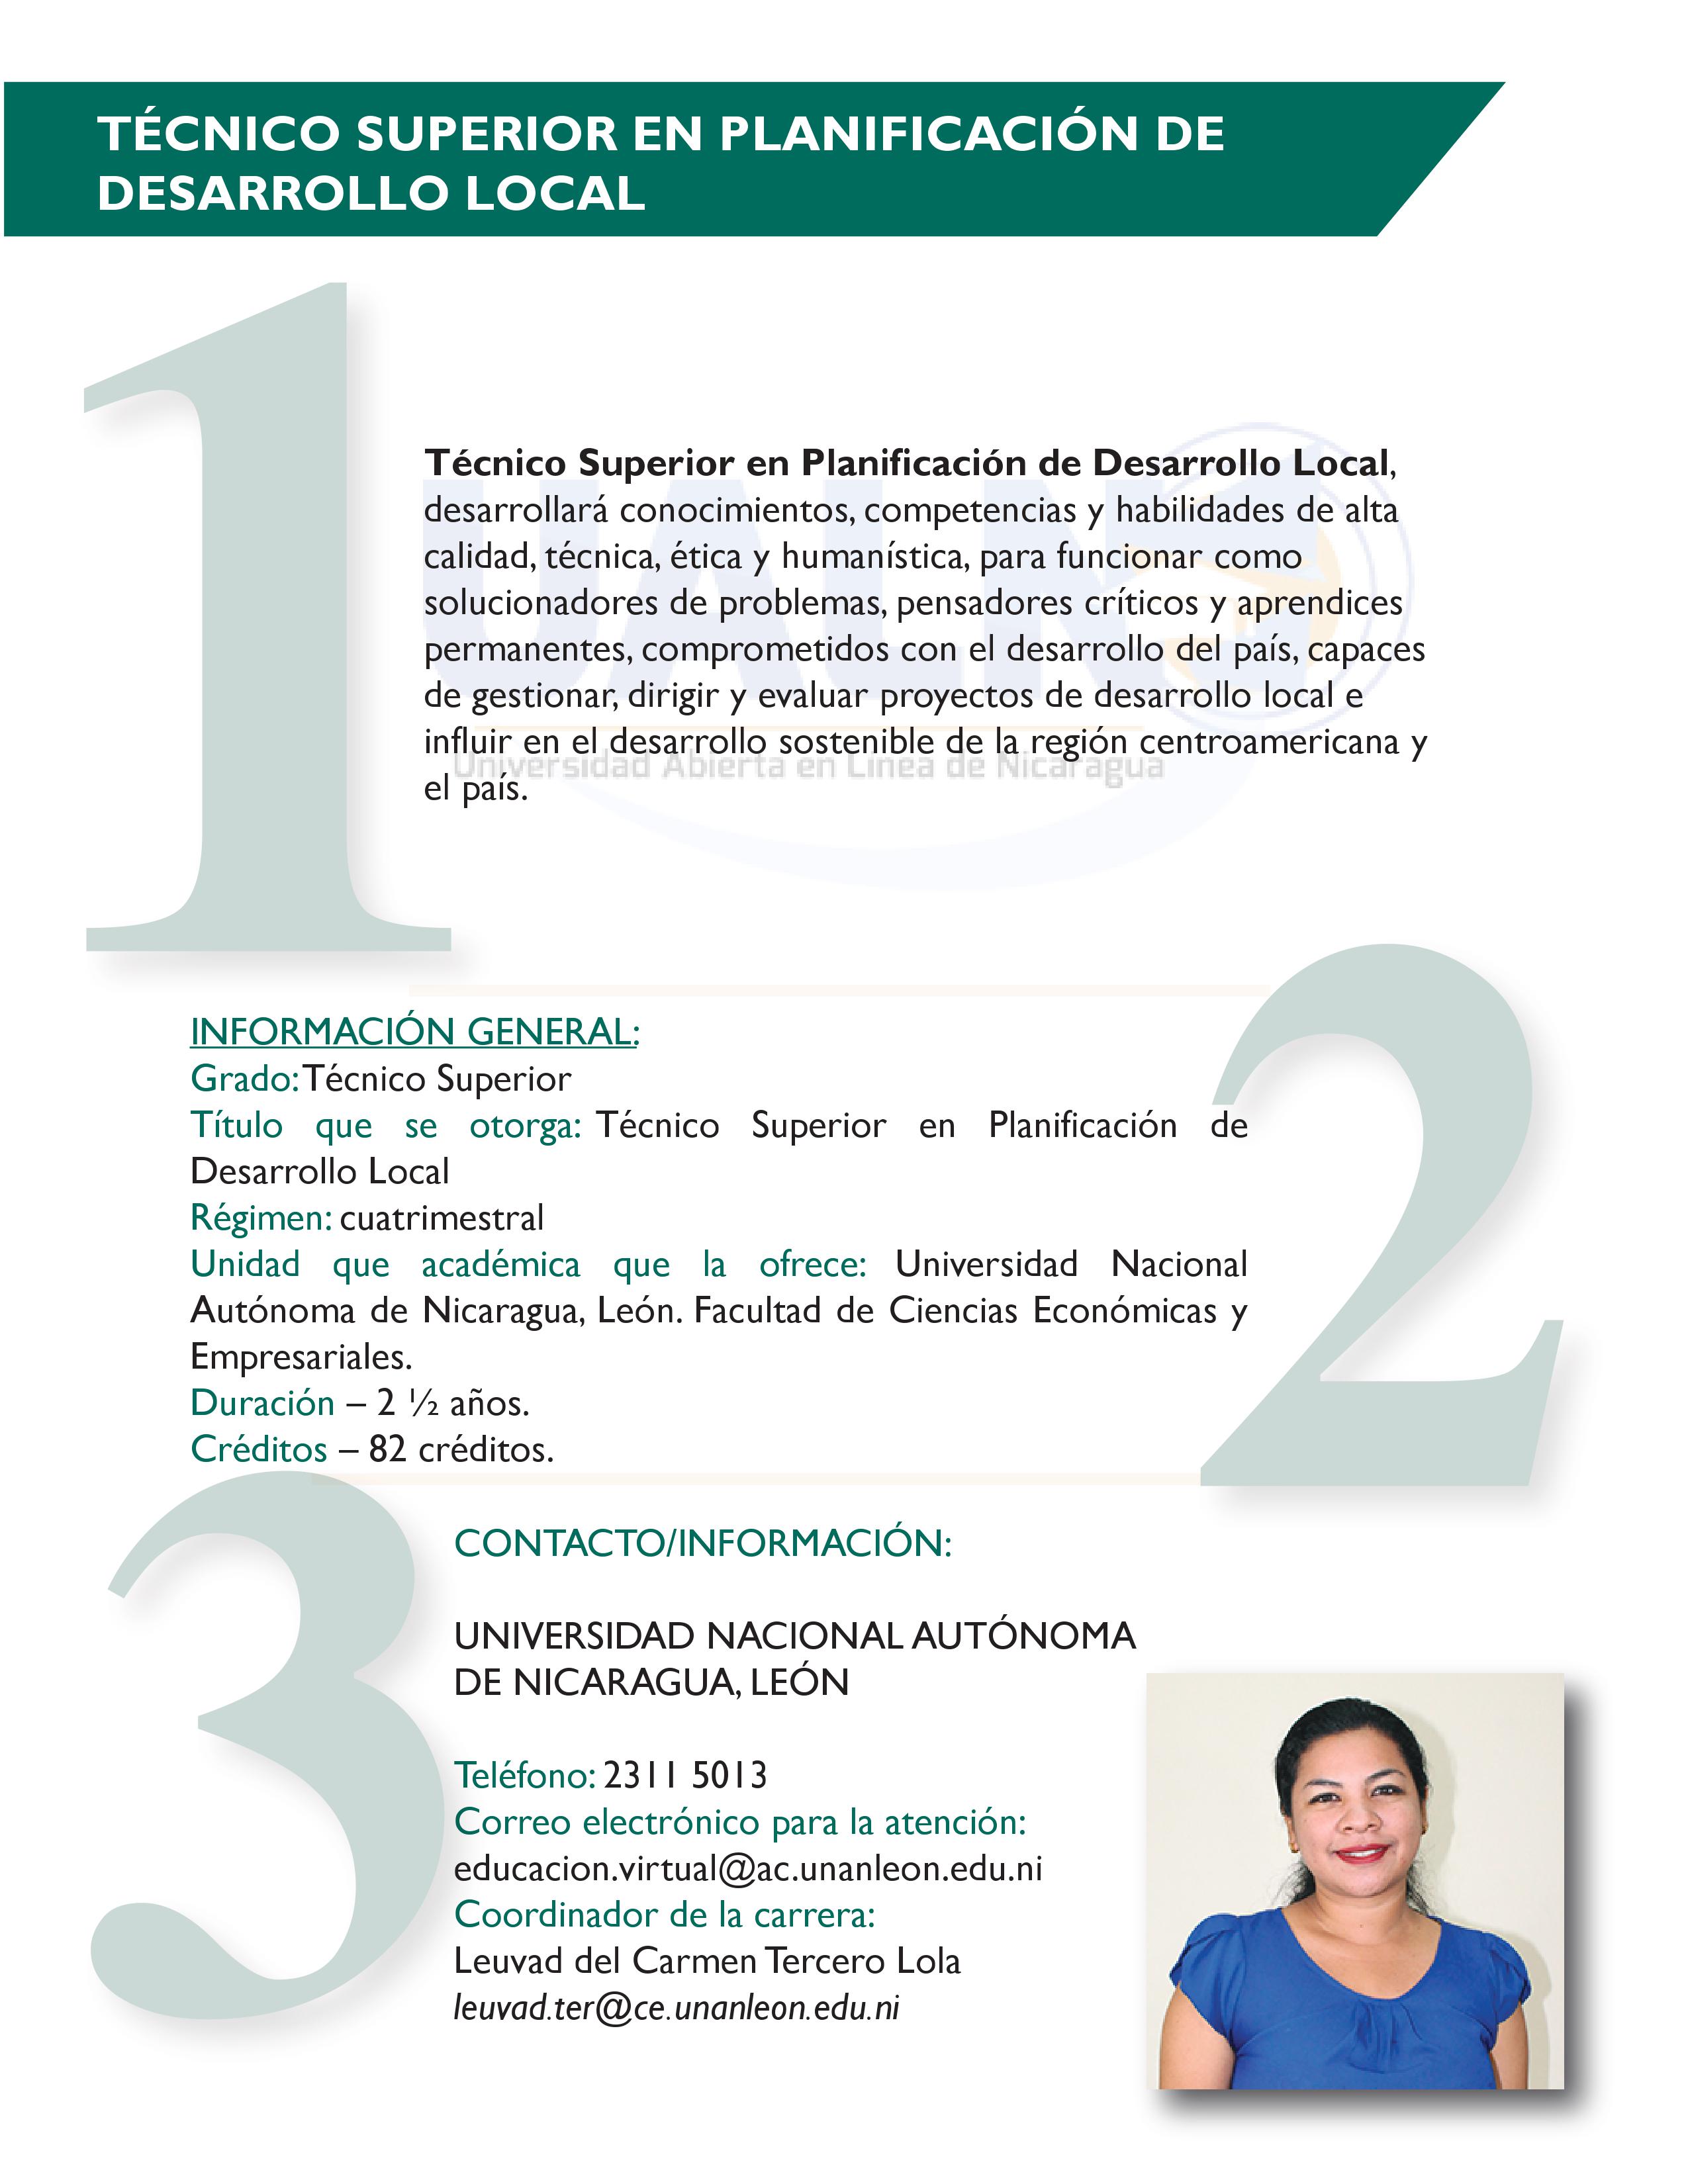 TÉCNICO SUPERIOR EN PLANIFICACIÓN DE
DESARROLLO LOCAL
1
Técnico Superior en Planificación de Desarrollo Local,
desarrollará conocimientos, competencias y habilidades de alta
calidad, técnica, ética y humanística, para funcionar como
solucionadores de problemas, pensadores críticos y aprendices
permanentes, comprometidos con el desarrollo del país, capaces
de gestionar, dirigir y evaluar proyectos de desarrollo local e
influir en el desarrollo sostenible de la región centroamericana y
el país.
UALN
Universidad Abierta en Línea de Nicaragua
2
INFORMACIÓN GENERAL:
Grado: Técnico Superior
Título que se otorga: Técnico Superior en Planificación de
Desarrollo Local
Régimen: cuatrimestral
Unidad que académica que la ofrece: Universidad Nacional
Autónoma de Nicaragua, León. Facultad de Ciencias Económicas y
Empresariales.
Duración – 2 ½ años.
Créditos – 82 créditos.
3
CONTACTO/INFORMACIÓN:
UNIVERSIDAD NACIONAL AUTÓNOMA
DE NICARAGUA, LEÓN
Teléfono: 2311 5013
Correo electrónico para la atención:
educacion.virtual@ac.unanleon.edu.ni
Coordinador de la carrera:
Leuvad del Carmen Tercero Lola
leuvad.ter@ce.unanleon.edu.ni